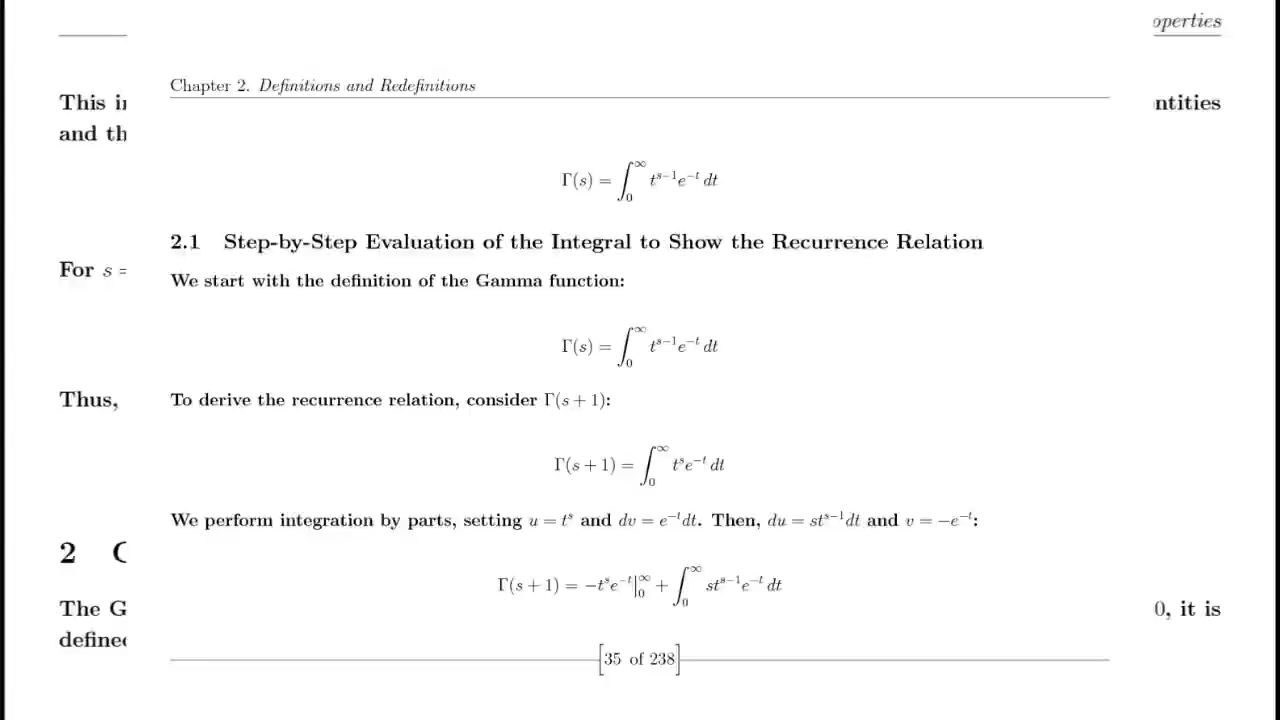 operties
This i
ntities
and th
Chapter 2. Definitions and Redefinitions
Γ(s) = ∫₀^∞ t^{s−1}e^{−t} dt
2.1 Step-by-Step Evaluation of the Integral to Show the Recurrence Relation
For s =
We start with the definition of the Gamma function:
Γ(s) = ∫₀^∞ t^{s−1}e^{−t} dt
Thus,
To derive the recurrence relation, consider Γ(s + 1):
Γ(s + 1) = ∫₀^∞ t^s e^{−t} dt
We perform integration by parts, setting u = t^s and dv = e^{−t}dt. Then, du = st^{s−1}dt and v = −e^{−t}:
2
Γ(s + 1) = −t^s e^{−t}|₀^∞ + ∫₀^∞ st^{s−1}e^{−t} dt
The G
0, it is
define
35 of 238